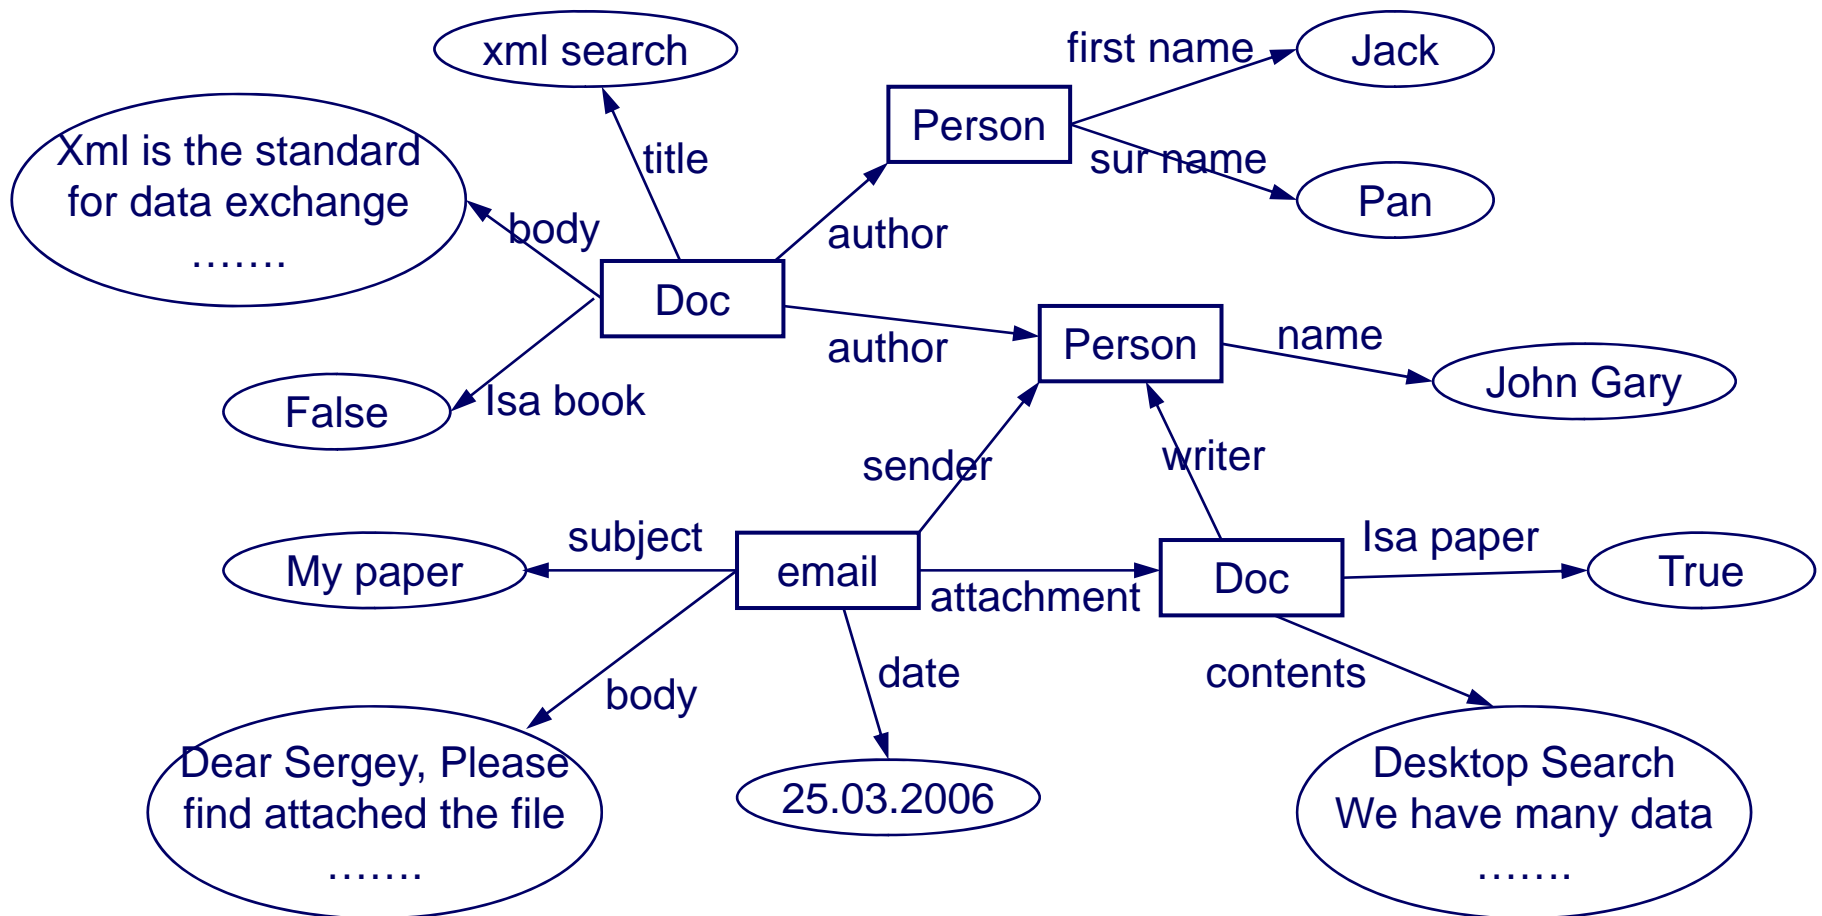 xml search
first name
Jack
Person
Xml is the standard
for data exchange
.......
title
sur name
Pan
body
author
Doc
author
Person
name
John Gary
False
Isa book
sender
writer
subject
My paper
email
attachment
Doc
Isa paper
True
body
date
contents
Dear Sergey, Please
find attached the file
.......
25.03.2006
Desktop Search
We have many data
.......